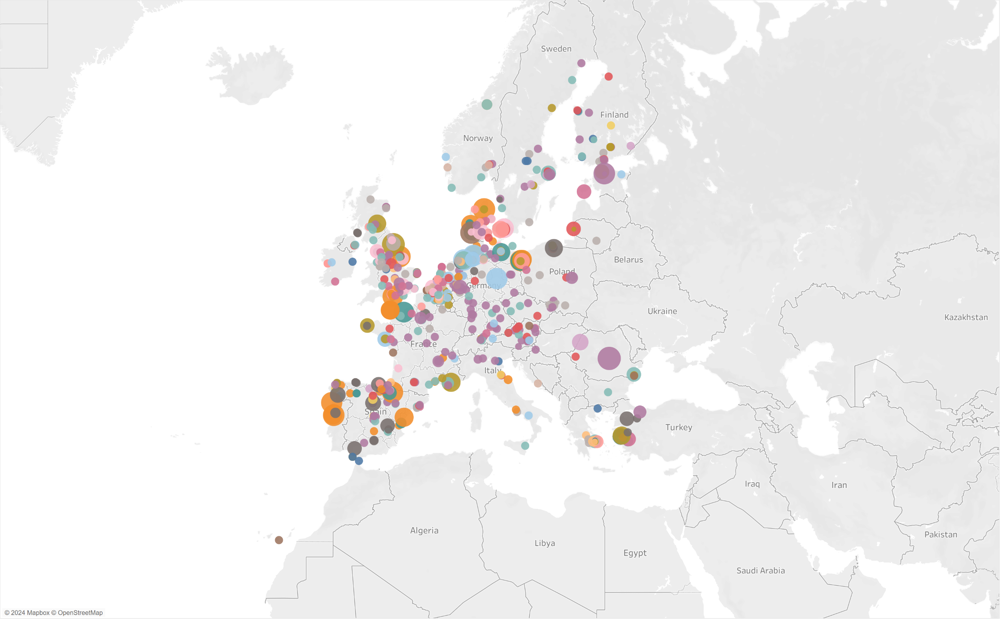 Sweden
Finland
Norway
Belarus
Poland
Germany
Ukraine
Kazakhstan
France
Italy
Spain
Turkey
Iraq
Iran
Algeria
Libya
Pakistan
Egypt
Saudi Arabia
© 2024 Mapbox © OpenStreetMap